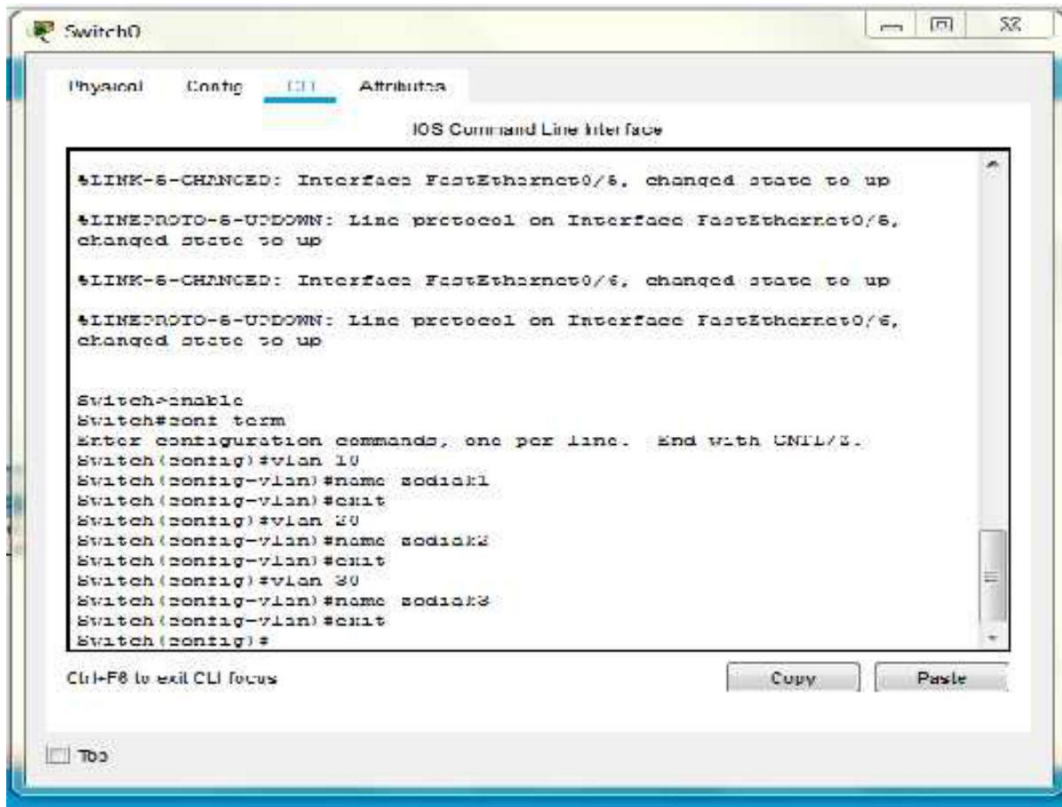 Switch0
Physical Config CLI Attributes
IOS Command Line Interface
%LINK-5-CHANGED: Interface FastEthernet0/5, changed state to up
%LINEPROTO-5-UPDOWN: Line protocol on Interface FastEthernet0/5,
changed state to up
%LINK-5-CHANGED: Interface FastEthernet0/6, changed state to up
%LINEPROTO-5-UPDOWN: Line protocol on Interface FastEthernet0/6,
changed state to up
Switch>enable
Switch#conf term
Enter configuration commands, one per line. End with CNTL/Z.
Switch(config)#vlan 10
Switch(config-vlan)#name zodiak1
Switch(config-vlan)#exit
Switch(config)#vlan 20
Switch(config-vlan)#name zodiak2
Switch(config-vlan)#exit
Switch(config)#vlan 30
Switch(config-vlan)#name zodiak3
Switch(config-vlan)#exit
Switch(config)#
Ctrl+F6 to exit CLI focus
Copy Paste
Top